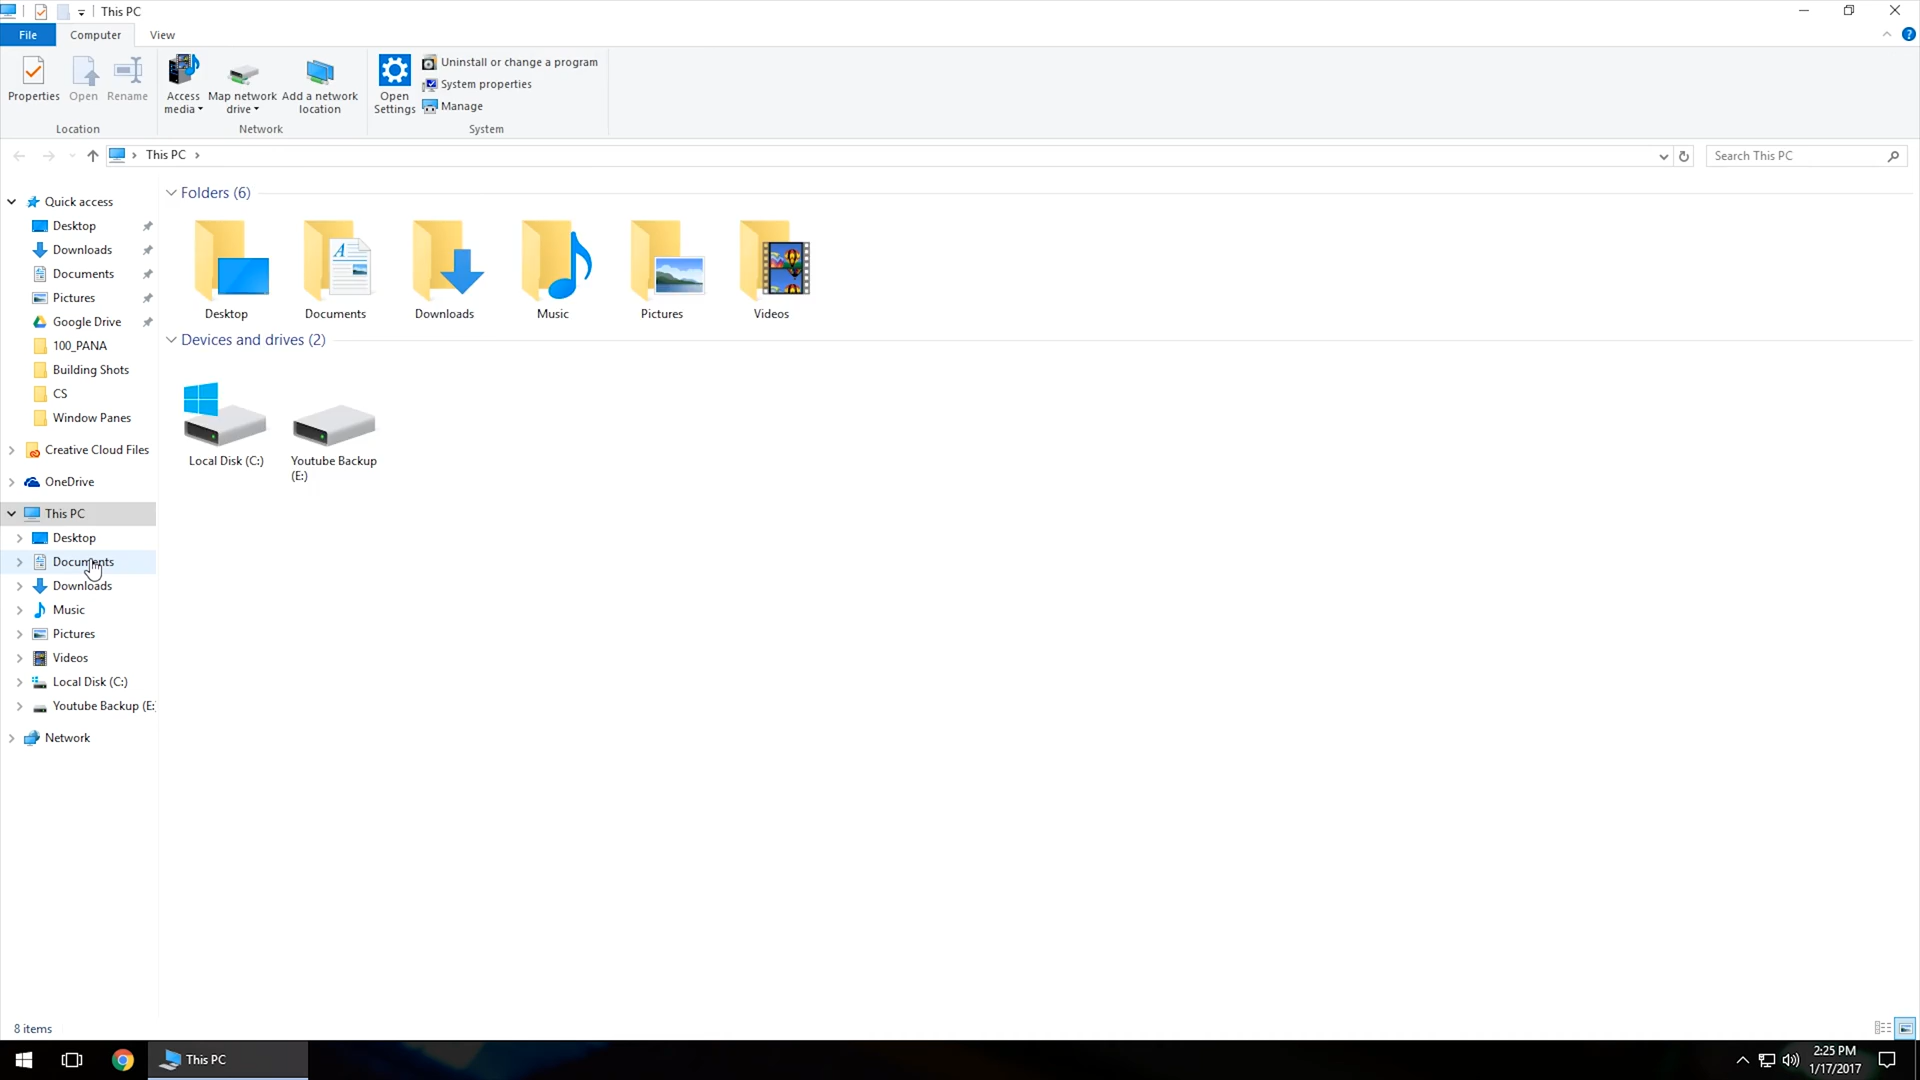 This PC
File
Computer
View
Properties
Open
Rename
Access
media
Map network
drive
Add a network
location
Open
Settings
Uninstall or change a program
System properties
Manage
Location
Network
System
This PC
Search This PC
Quick access
Desktop
Downloads
Documents
Pictures
Google Drive
100_PANA
Building Shots
CS
Window Panes
Creative Cloud Files
OneDrive
This PC
Desktop
Documents
Downloads
Music
Pictures
Videos
Local Disk (C:)
Youtube Backup (E:
Network
Folders (6)
Desktop
Documents
Downloads
Music
Pictures
Videos
Devices and drives (2)
Local Disk (C:)
Youtube Backup
(E:)
8 items
This PC
2:25 PM
1/17/2017